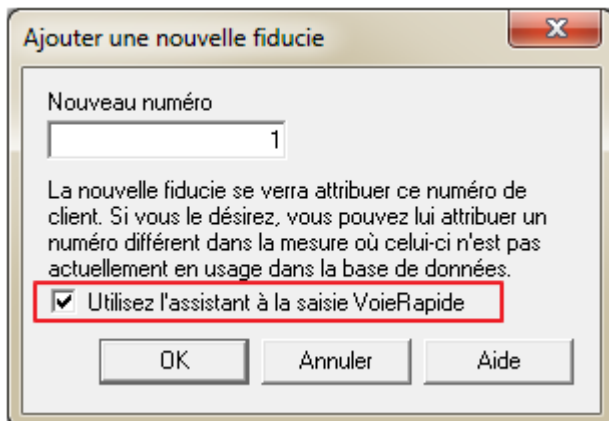 Ajouter une nouvelle fiducie
Nouveau numéro
1
La nouvelle fiducie se verra attribuer ce numéro de
client. Si vous le désirez, vous pouvez lui attribuer un
numéro différent dans la mesure où celui-ci n'est pas
actuellement en usage dans la base de données.
Utilisez l'assistant à la saisie VoieRapide
OK Annuler Aide